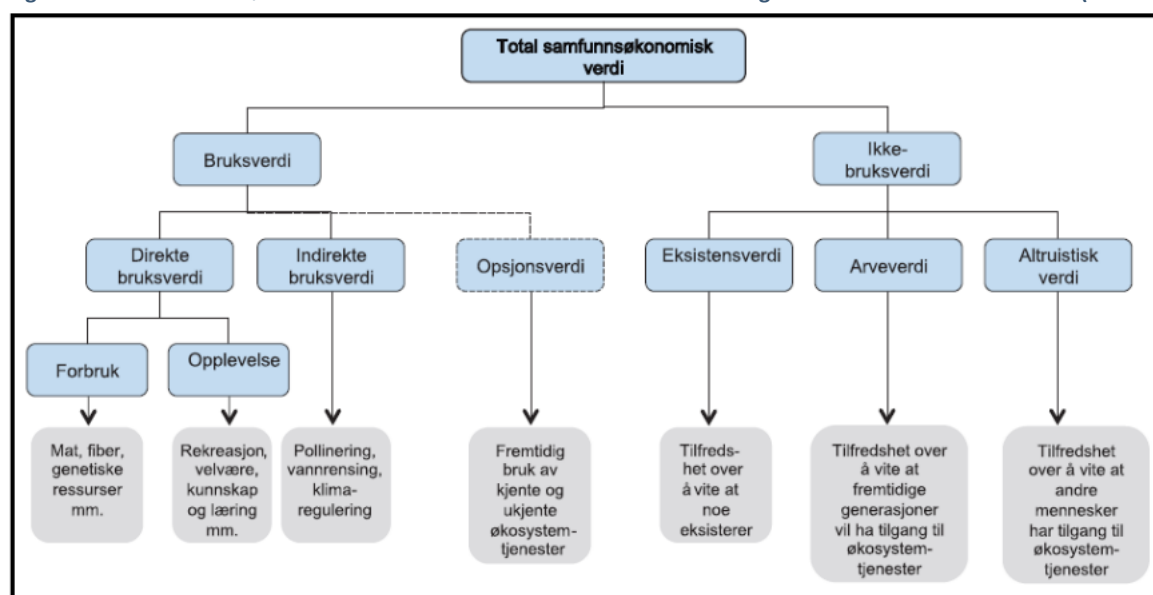 Total samfunnsøkonomisk
verdi
Bruksverdi
Ikke-
bruksverdi
Direkte
bruksverdi
Indirekte
bruksverdi
Opsjonsverdi
Eksistensverdi
Arveverdi
Altruistisk
verdi
Forbruk
Opplevelse
Mat, fiber,
genetiske
ressurser
mm.
Rekreasjon,
velvære,
kunnskap
og læring
mm.
Pollinering,
vannrensing,
klima-
regulering
Fremtidig
bruk av
kjente og
ukjente
økosystem-
tjenester
Tilfreds-
het over
å vite at
noe
eksisterer
Tilfredshet over
å vite at
fremtidige
generasjoner
vil ha tilgang til
økosystem-
tjenester
Tilfredshet
over å vite at
andre
mennesker
har tilgang til
økosystem-
tjenester